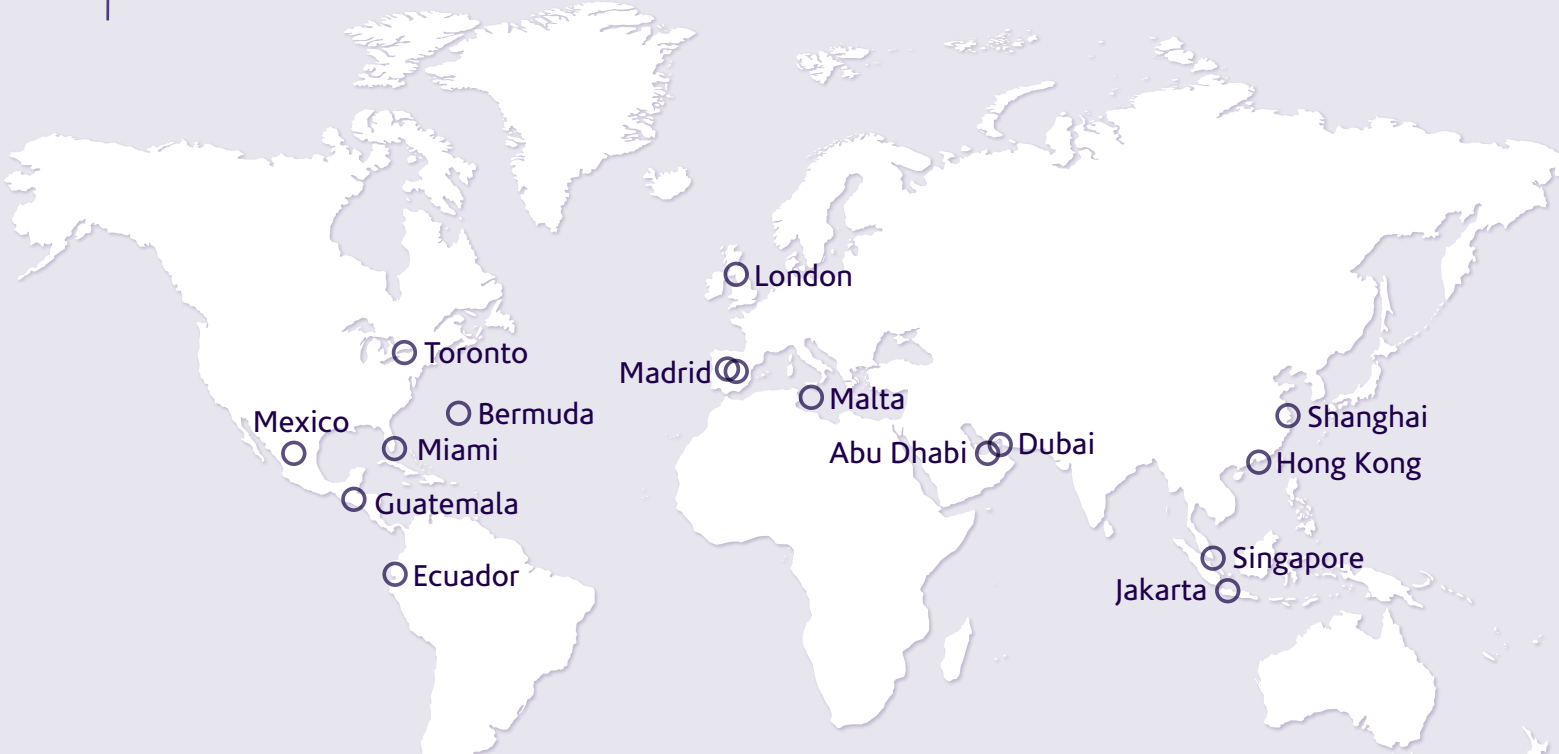 London
Toronto
Madrid
Malta
Bermuda
Mexico
Miami
Abu Dhabi
Dubai
Shanghai
Hong Kong
Guatemala
Ecuador
Singapore
Jakarta